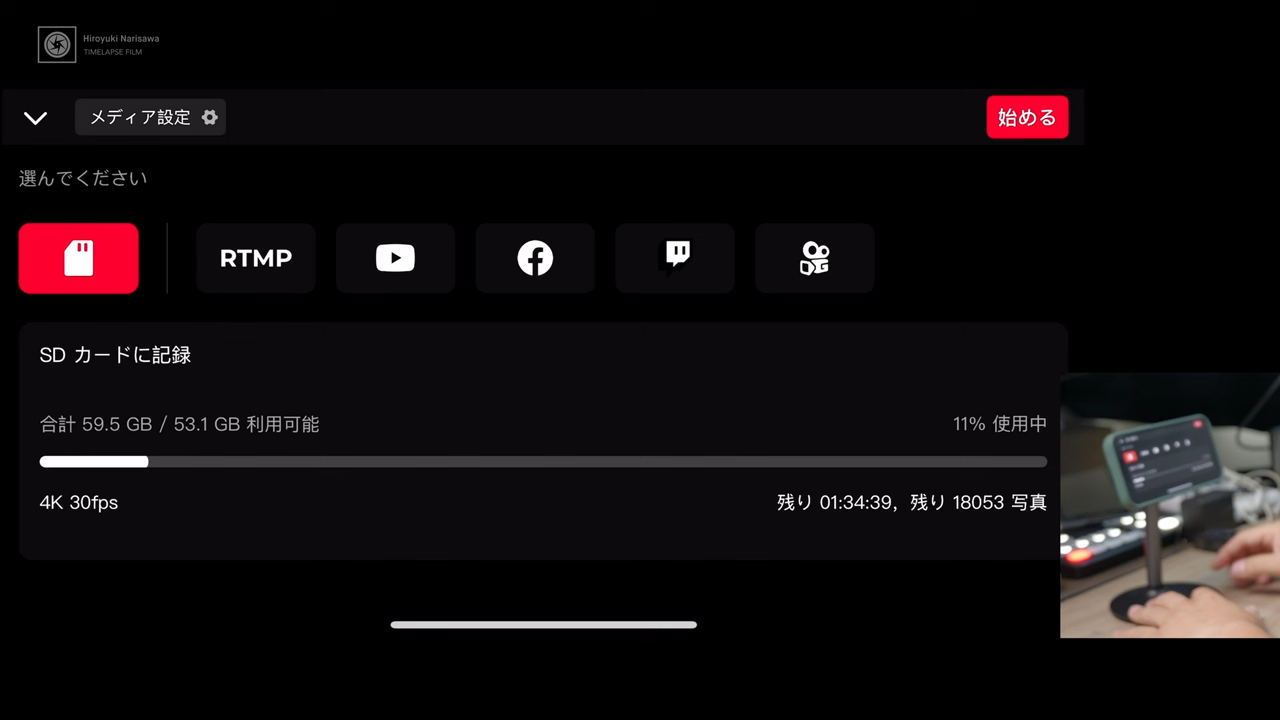 Hiroyuki Narisawa
TIMELAPSE FILM
メディア設定
始める
選んでください
RTMP
SD カードに記録
合計 59.5 GB / 53.1 GB 利用可能
11% 使用中
4K 30fps
残り 01:34:39, 残り 18053 写真